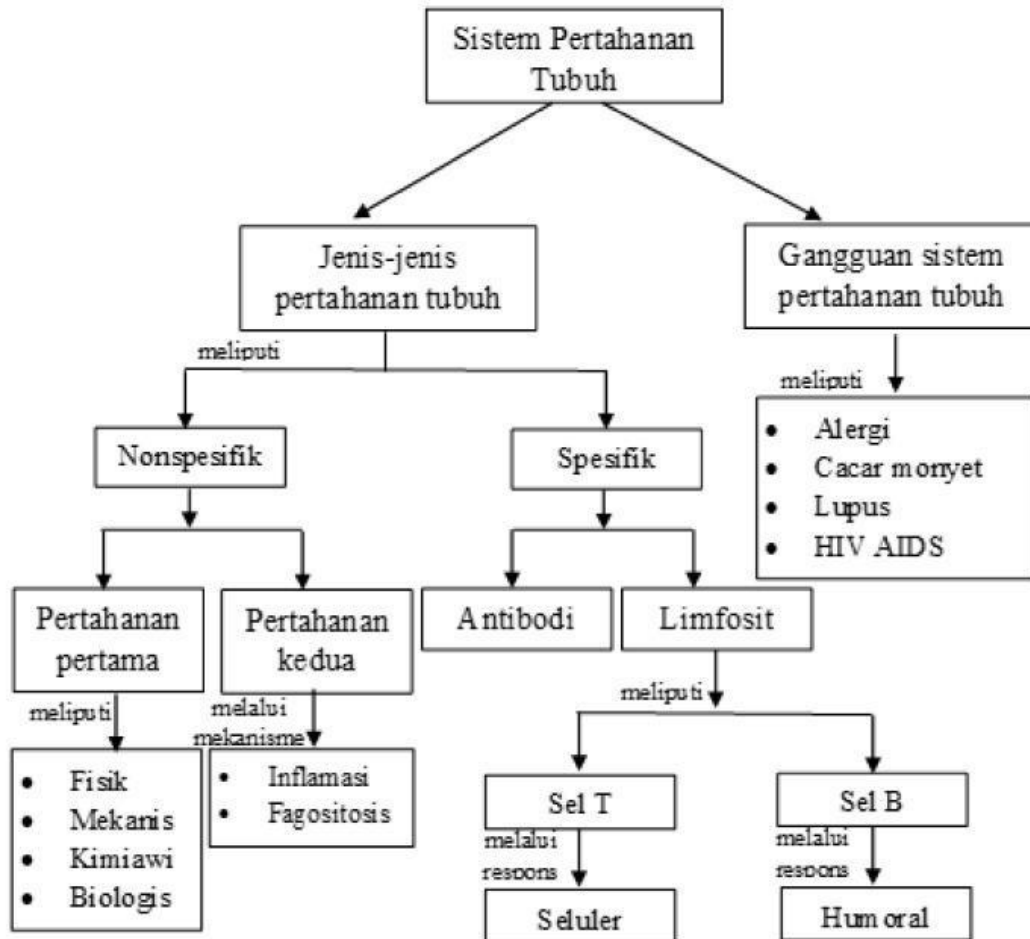 Sistem Pertahanan
Tubuh
Jenis-jenis
pertahanan tubuh
Gangguan sistem
pertahanan tubuh
meliputi
meliputi
Nonspesifik
Spesifik
• Alergi
• Cacar monyet
• Lupus
• HIV AIDS
Pertahanan
pertama
Pertahanan
kedua
Antibodi
Limfosit
meliputi
melalui
mekanisme
meliputi
• Fisik
• Mekanis
• Kimiawi
• Biologis
• Inflamasi
• Fagositosis
Sel T
Sel B
melalui
respons
melalui
respons
Seluler
Humoral